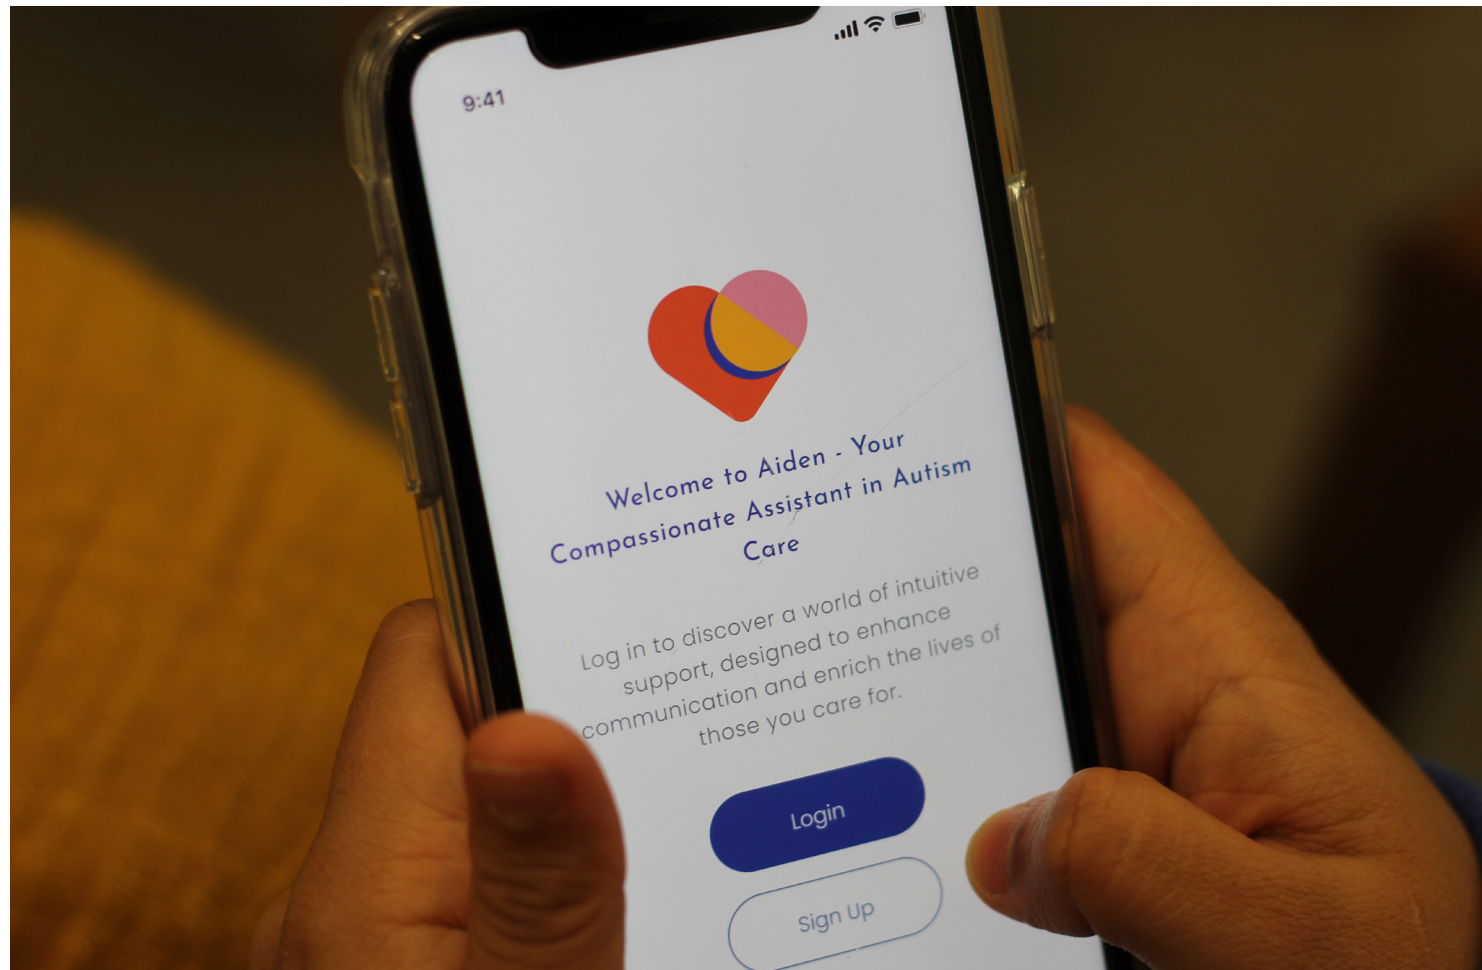 9:41
Welcome to Aiden - Your
Compassionate Assistant in Autism
Care
Log in to discover a world of intuitive
support, designed to enhance
communication and enrich the lives of
those you care for.
Login
Sign Up